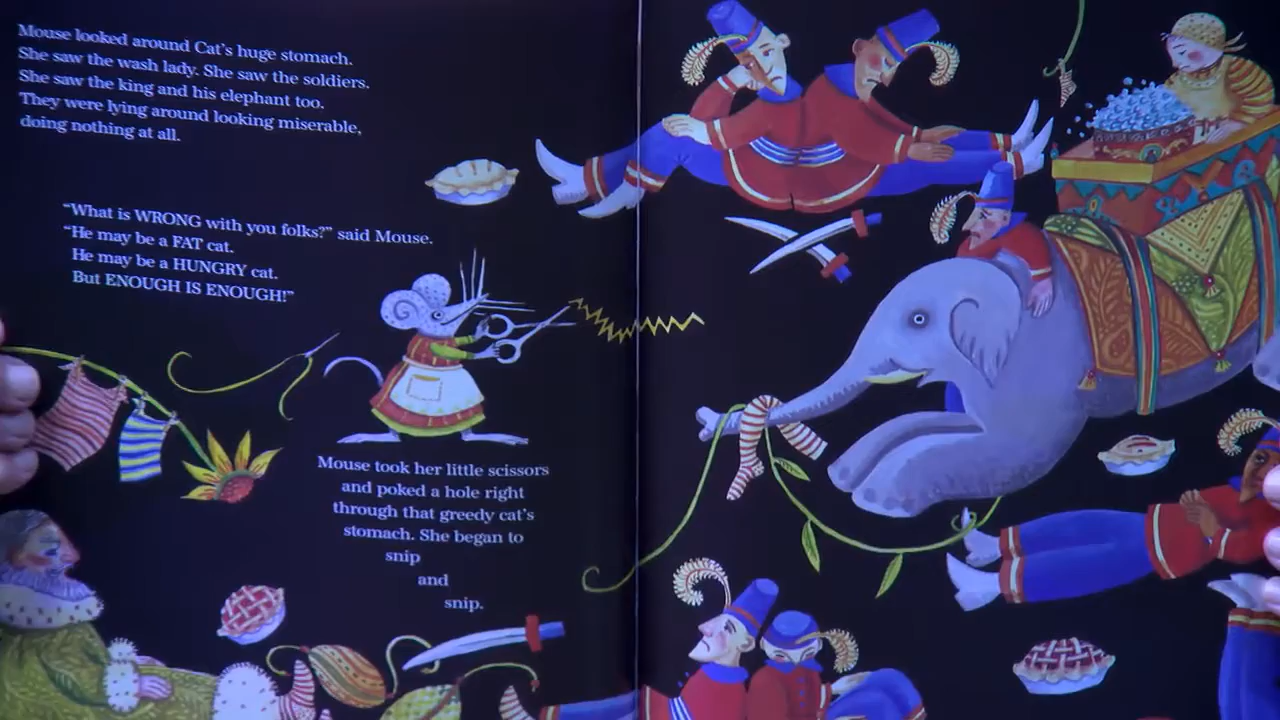 Mouse looked around Cat's huge stomach.
She saw the wash lady. She saw the soldiers.
She saw the king and his elephant too.
They were lying around looking miserable,
doing nothing at all.
"What is WRONG with you folks?" said Mouse.
"He may be a FAT cat.
He may be a HUNGRY cat.
But ENOUGH IS ENOUGH!"
Mouse took her little scissors
and poked a hole right
through that greedy cat's
stomach. She began to
snip
and
snip.